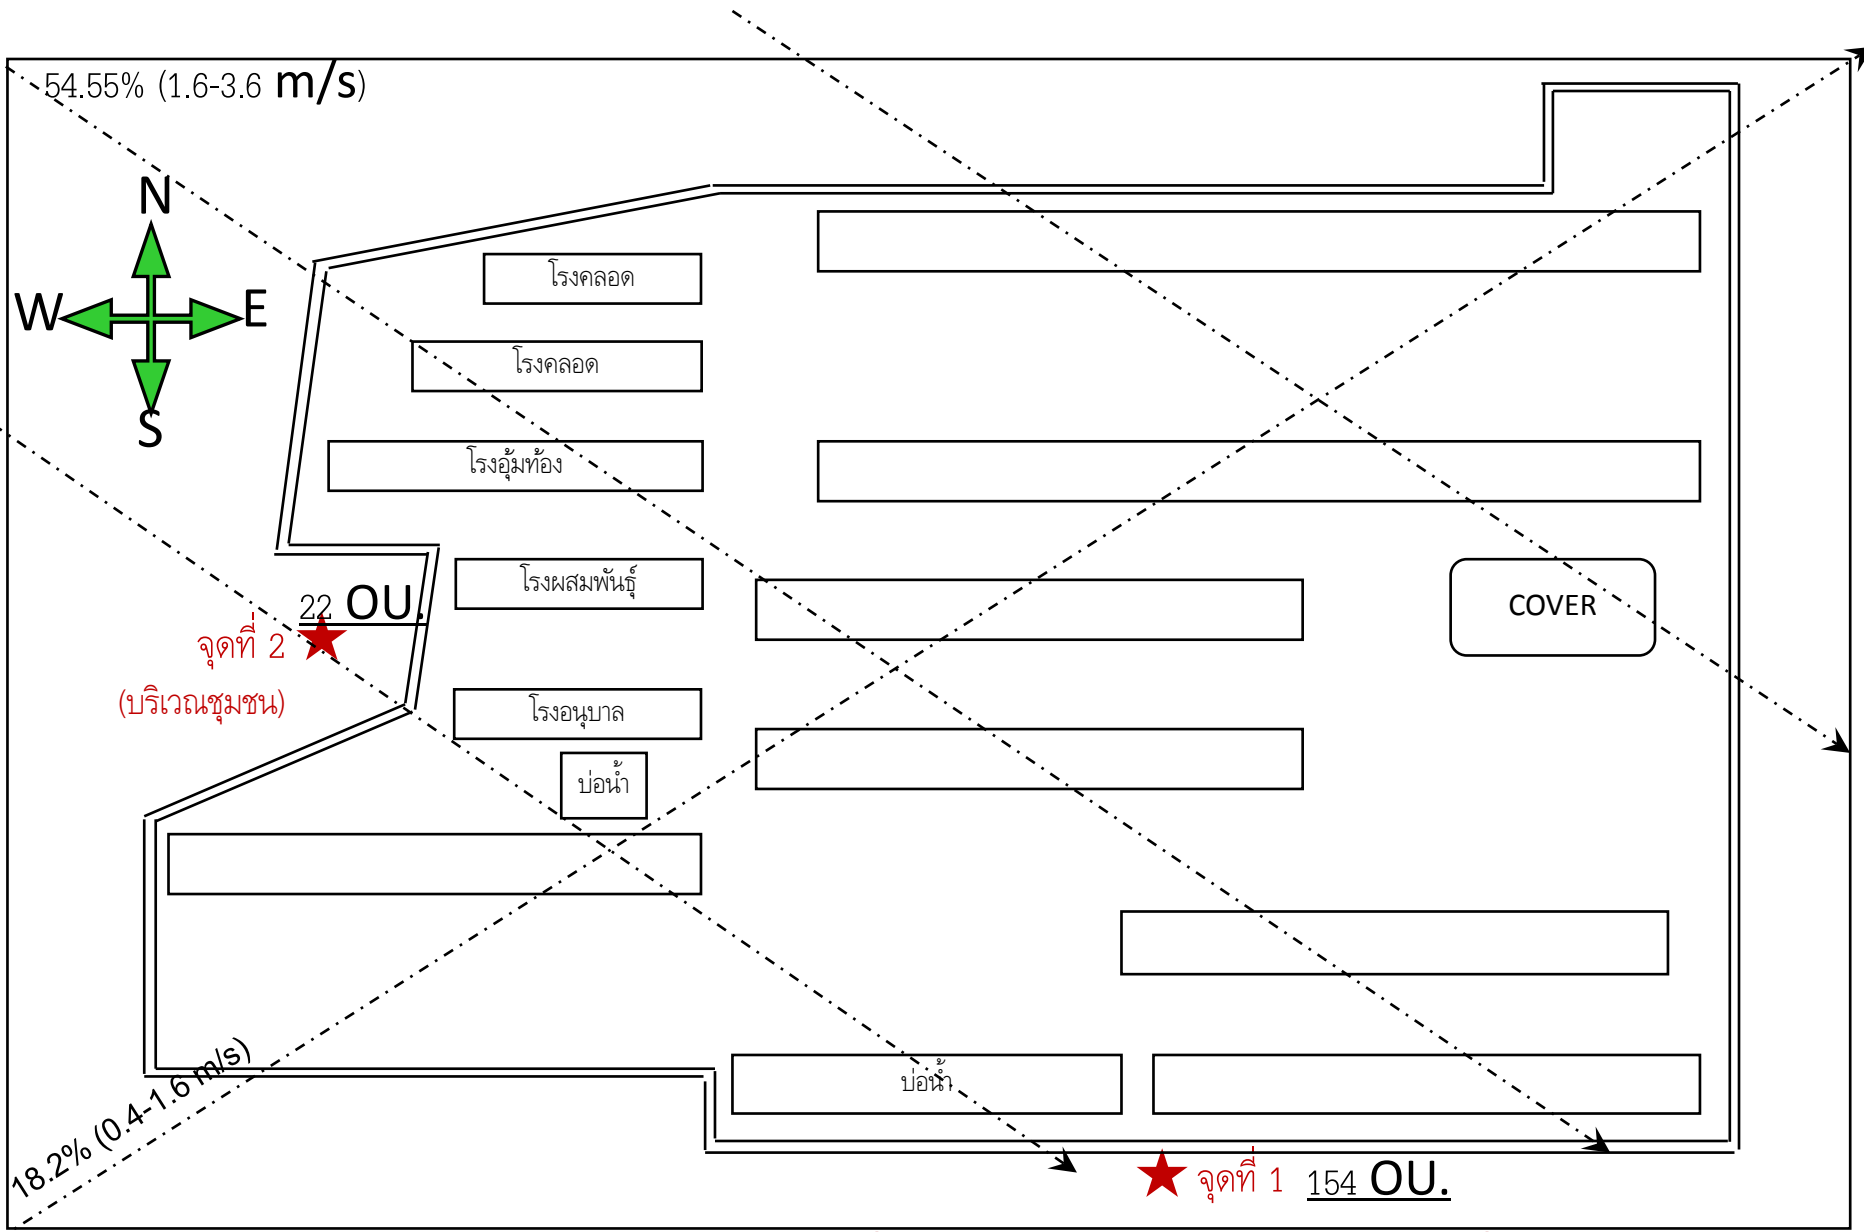 54.55% (1.6-3.6 m/s)
N
W
E
S
โรงคลอด
โรงคลอด
โรงอุ้มท้อง
โรงผสมพันธุ์
COVER
22 OU.
จุดที่ 2
(บริเวณชุมชน)
โรงอนุบาล
บ่อน้ำ
บ่อน้ำ
18.2% (0.4-1.6 m/s)
จุดที่ 1 154 OU.